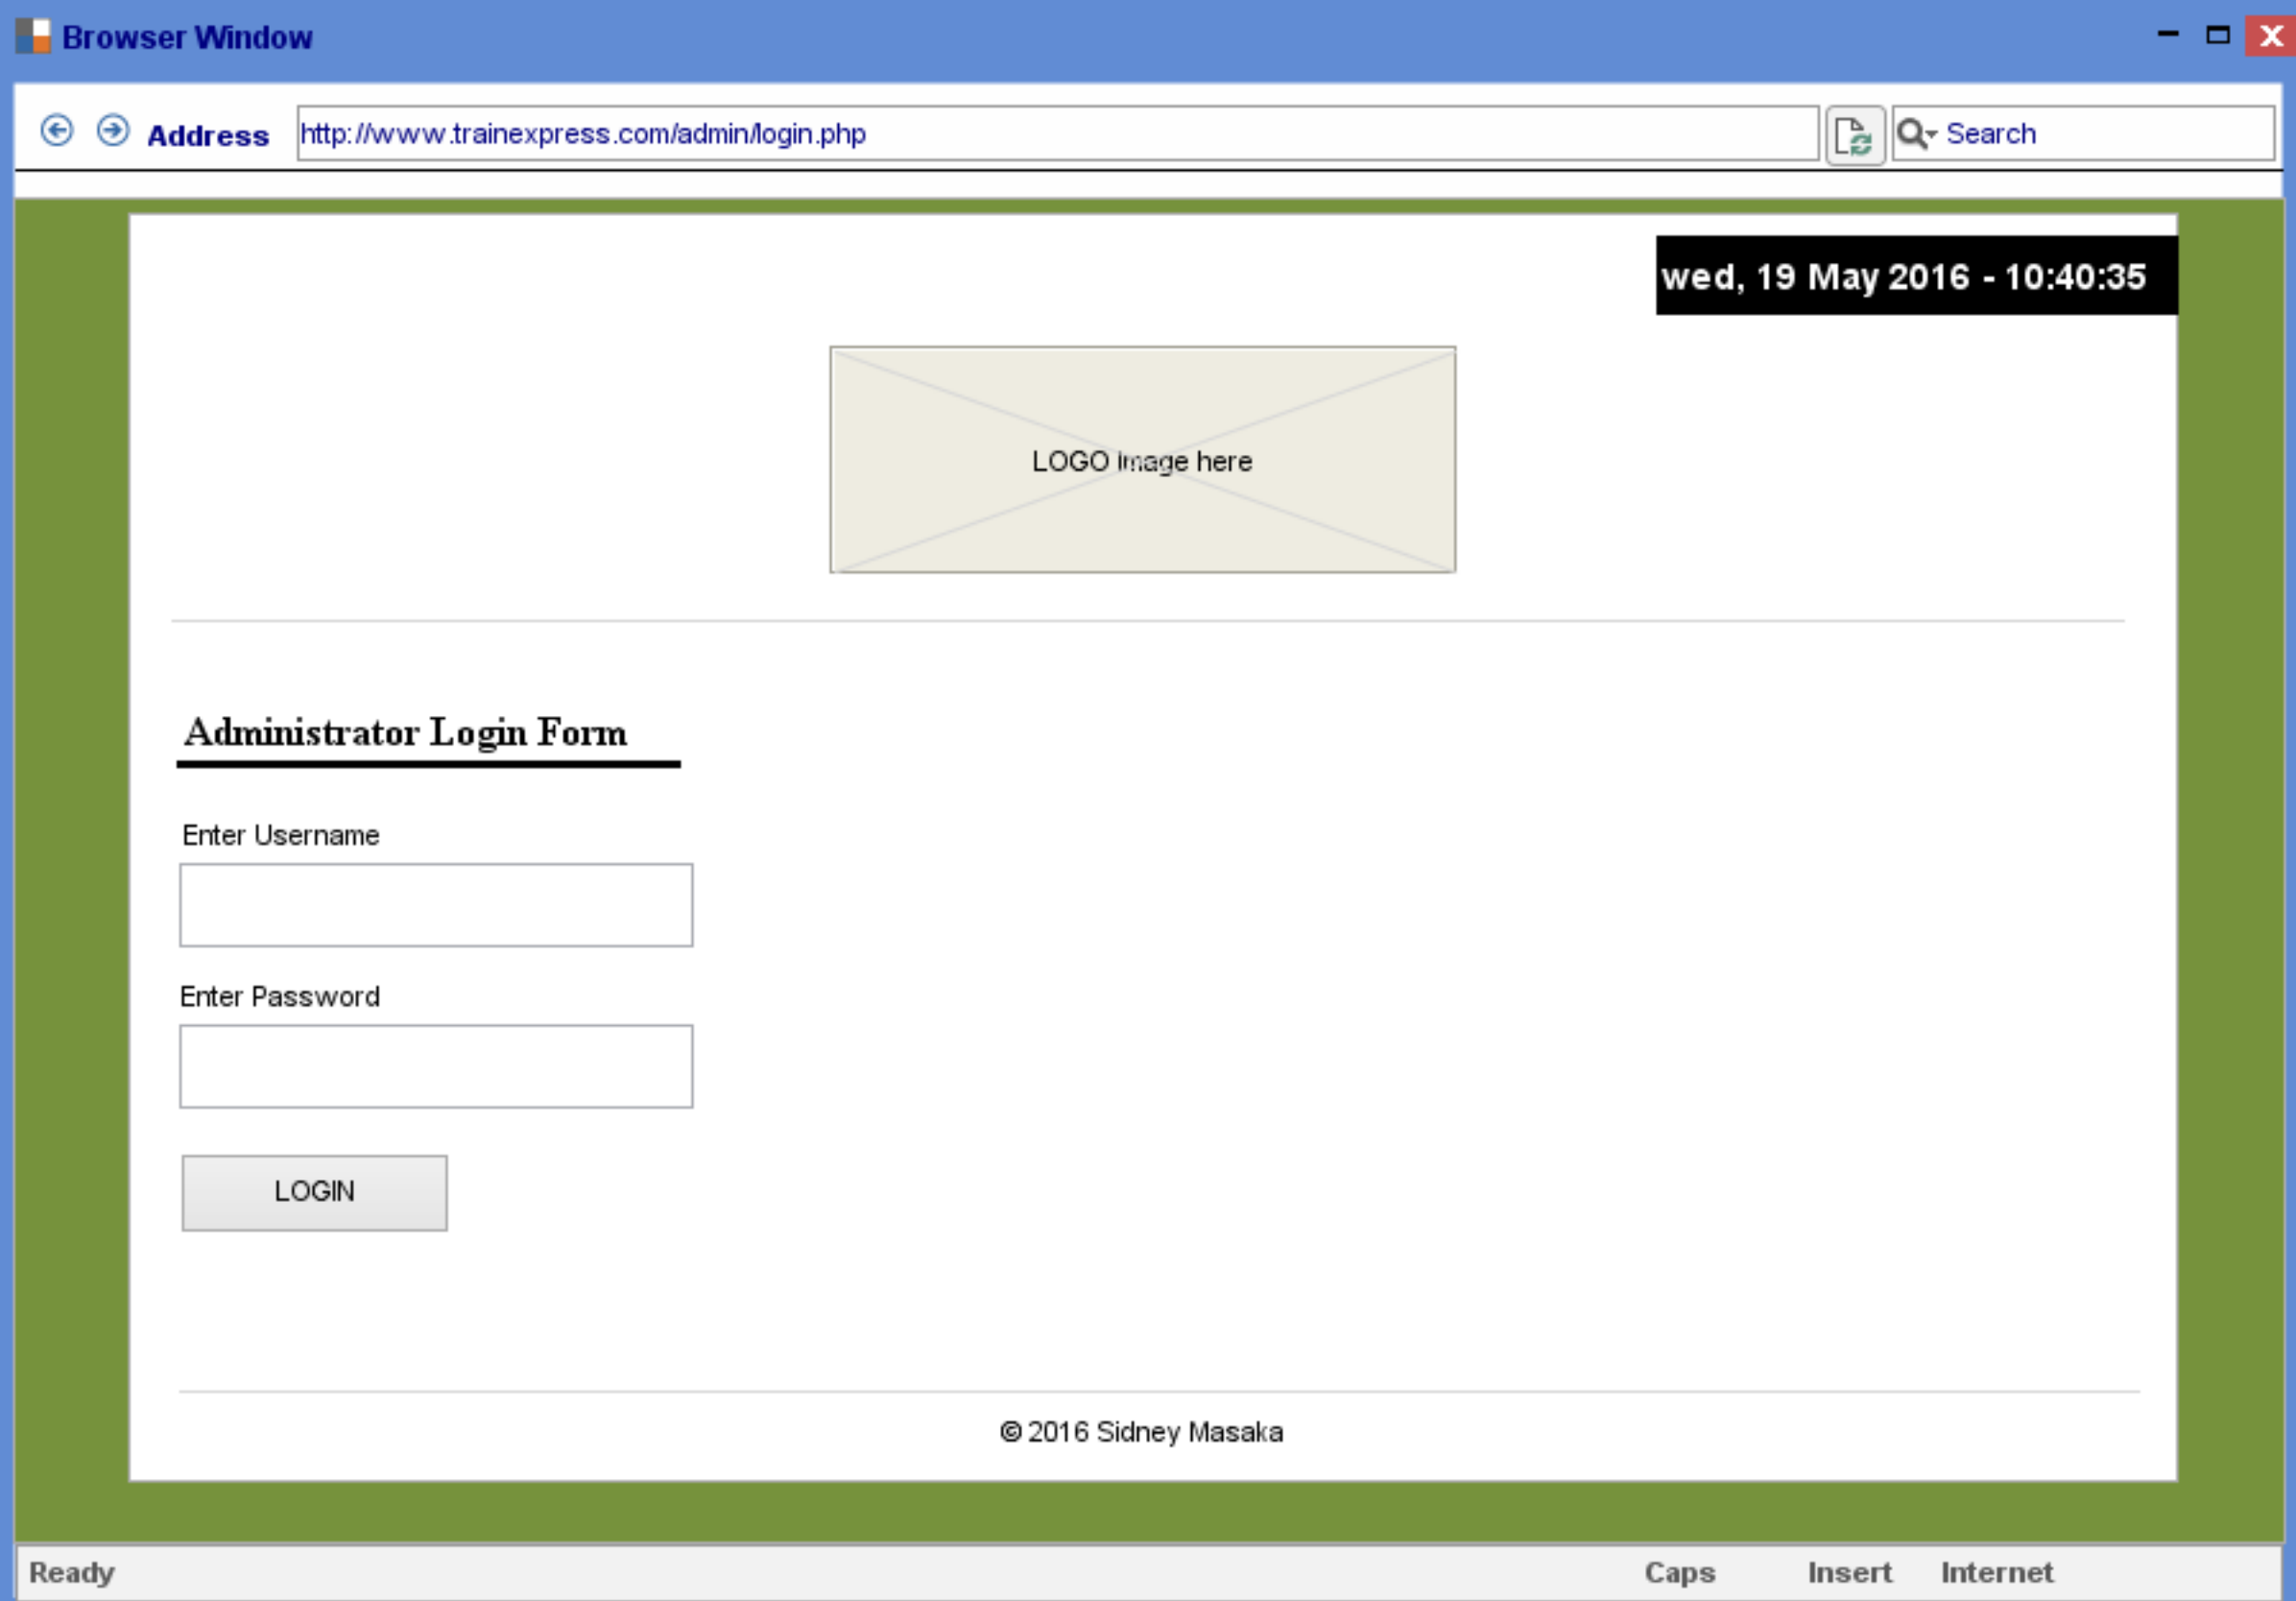 Browser Window
Address http://www.trainexpress.com/admin/login.php Search
wed, 19 May 2016 - 10:40:35
LOGO image here
Administrator Login Form
Enter Username
Enter Password
LOGIN
© 2016 Sidney Masaka
Ready Caps Insert Internet